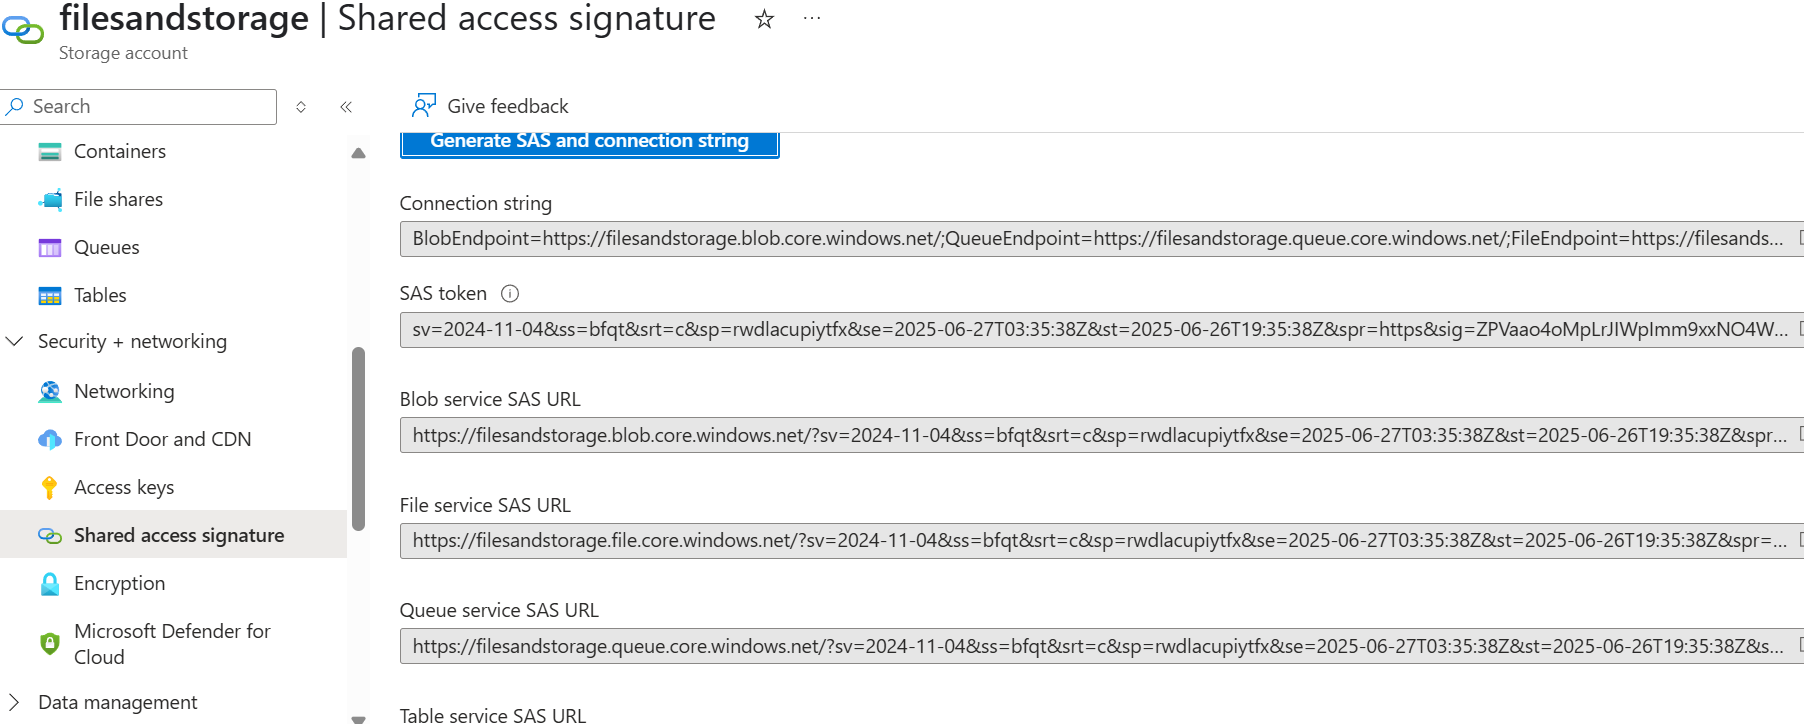 filesandstorage | Shared access signature
Storage account
Search
Give feedback
Containers
File shares
Queues
Tables
Security + networking
Networking
Front Door and CDN
Access keys
Shared access signature
Encryption
Microsoft Defender for
Cloud
Data management
Generate SAS and connection string
Connection string
BlobEndpoint=https://filesandstorage.blob.core.windows.net/;QueueEndpoint=https://filesandstorage.queue.core.windows.net/;FileEndpoint=https://filesands...
SAS token
sv=2024-11-04&ss=bfqt&srt=c&sp=rwdlacupiytfx&se=2025-06-27T03:35:38Z&st=2025-06-26T19:35:38Z&spr=https&sig=ZPVaao4oMpLrJIWpImm9xxNO4W...
Blob service SAS URL
https://filesandstorage.blob.core.windows.net/?sv=2024-11-04&ss=bfqt&srt=c&sp=rwdlacupiytfx&se=2025-06-27T03:35:38Z&st=2025-06-26T19:35:38Z&spr...
File service SAS URL
https://filesandstorage.file.core.windows.net/?sv=2024-11-04&ss=bfqt&srt=c&sp=rwdlacupiytfx&se=2025-06-27T03:35:38Z&st=2025-06-26T19:35:38Z&spr=...
Queue service SAS URL
https://filesandstorage.queue.core.windows.net/?sv=2024-11-04&ss=bfqt&srt=c&sp=rwdlacupiytfx&se=2025-06-27T03:35:38Z&st=2025-06-26T19:35:38Z&s...
Table service SAS URL